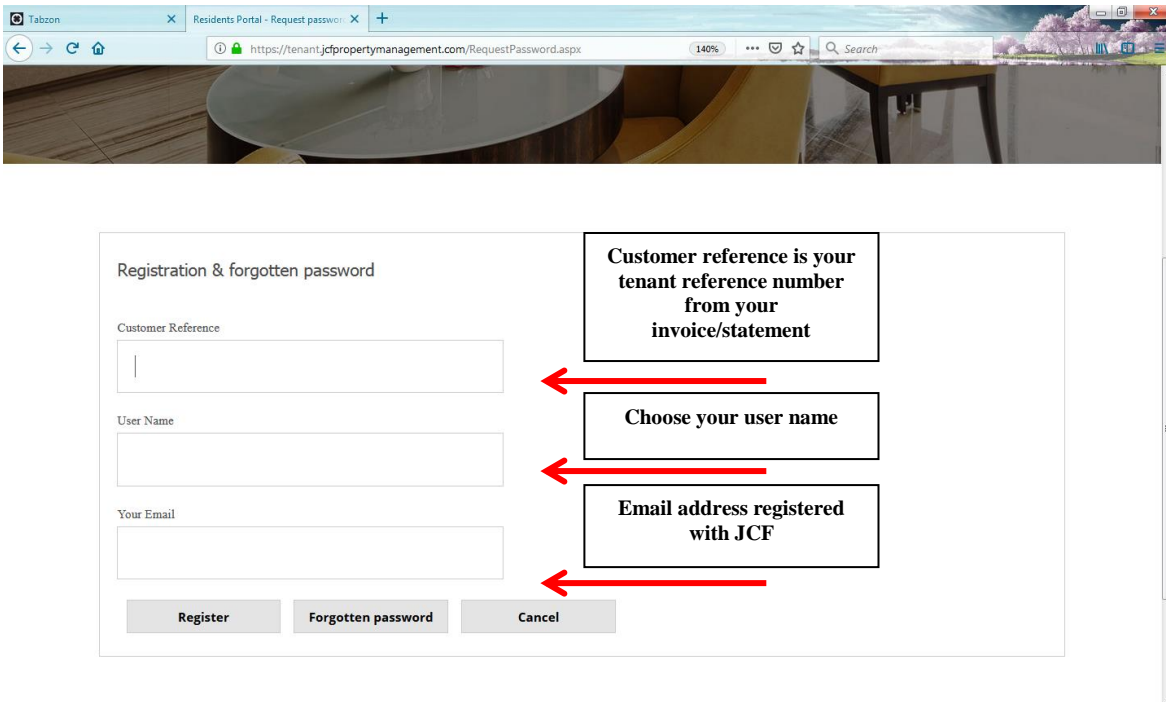 Tabzon
Residents Portal - Request passwor
https://tenant.jcfpropertymanagement.com/RequestPassword.aspx
140%
Search
Registration & forgotten password
Customer reference is your
tenant reference number
from your
invoice/statement
Customer Reference
Choose your user name
User Name
Email address registered
with JCF
Your Email
Register
Forgotten password
Cancel